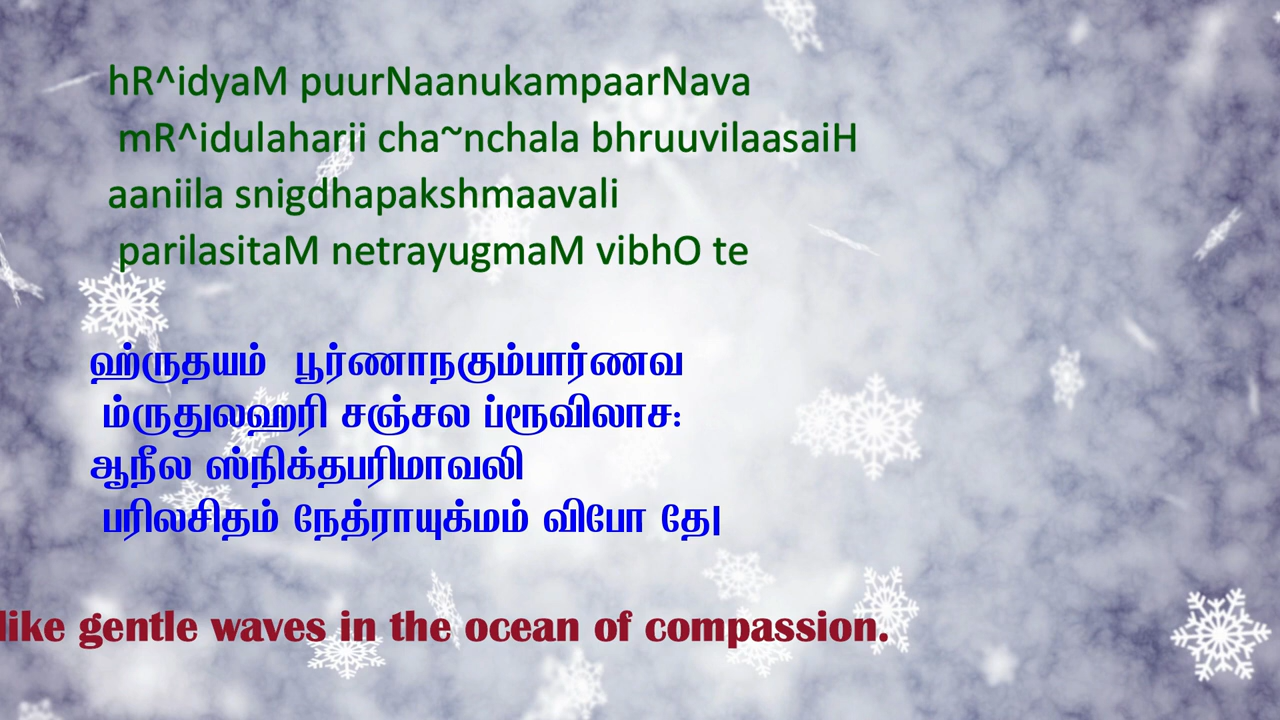 hR^idyaM puurNaanukampaarNava
mR^idulaharii cha~nchala bhruuvilaasaiH
aaniila snigdhapakshmaavali
parilasitaM netrayugmaM vibhO te
ஹ்ருதயம் பூர்ணாநகும்பார்ணவ
ம்ருதுலஹரி சஞ்சல ப்ரூவிலாச:
ஆநீல ஸ்நிக்தபரிமாவலி
பரிலசிதம் நேத்ராயுக்மம் விபோ தே|
like gentle waves in the ocean of compassion.